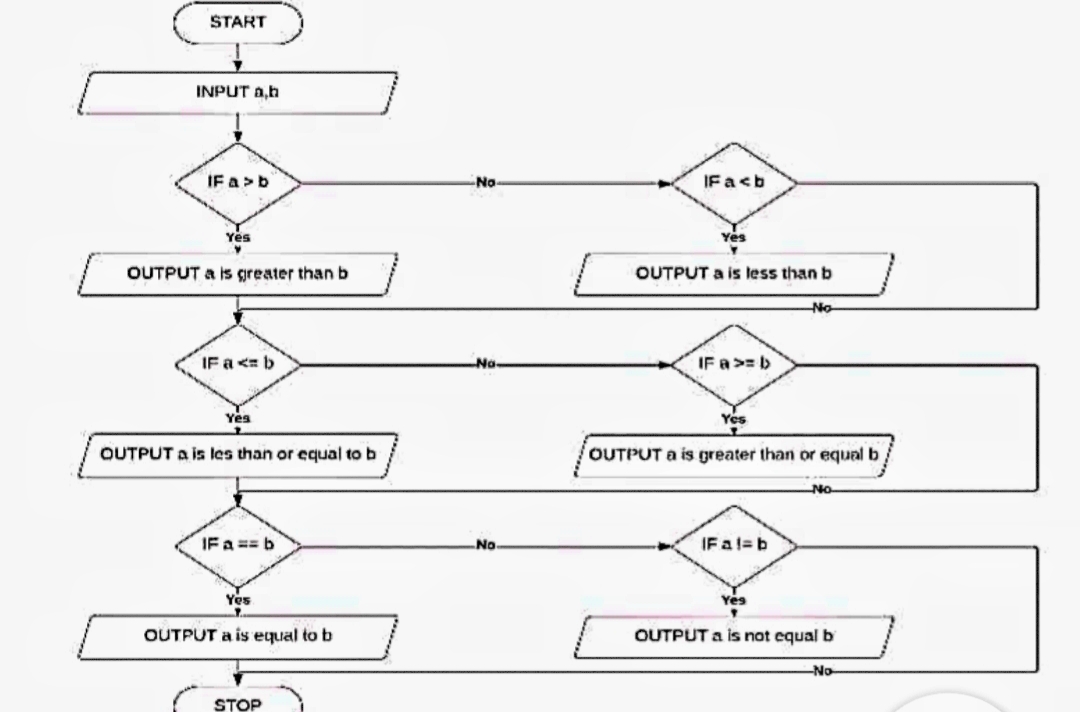 START
INPUT a,b
IF a > b
No
IF a < b
Yes
Yes
OUTPUT a is greater than b
OUTPUT a is less than b
No
IF a <= b
No
IF a >= b
Yes
Yes
OUTPUT a is les than or equal to b
OUTPUT a is greater than or equal b
No
IF a == b
No
IF a != b
Yes
Yes
OUTPUT a is equal to b
OUTPUT a is not equal b
No
STOP